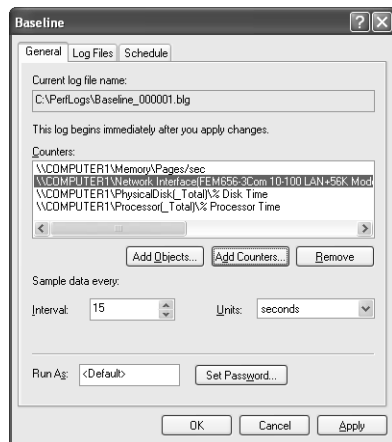 Baseline
General Log Files Schedule
Current log file name:
C:\PerfLogs\Baseline_000001.blg
This log begins immediately after you apply changes.
Counters:
\\COMPUTER1\Memory\Pages/sec
\\COMPUTER1\Network Interface(FEM656-3Com 10-100 LAN+56K Mode
\\COMPUTER1\PhysicalDisk(_Total)\% Disk Time
\\COMPUTER1\Processor(_Total)\% Processor Time
Add Objects... Add Counters... Remove
Sample data every:
Interval: 15 Units: seconds
Run As: <Default> Set Password...
OK Cancel Apply